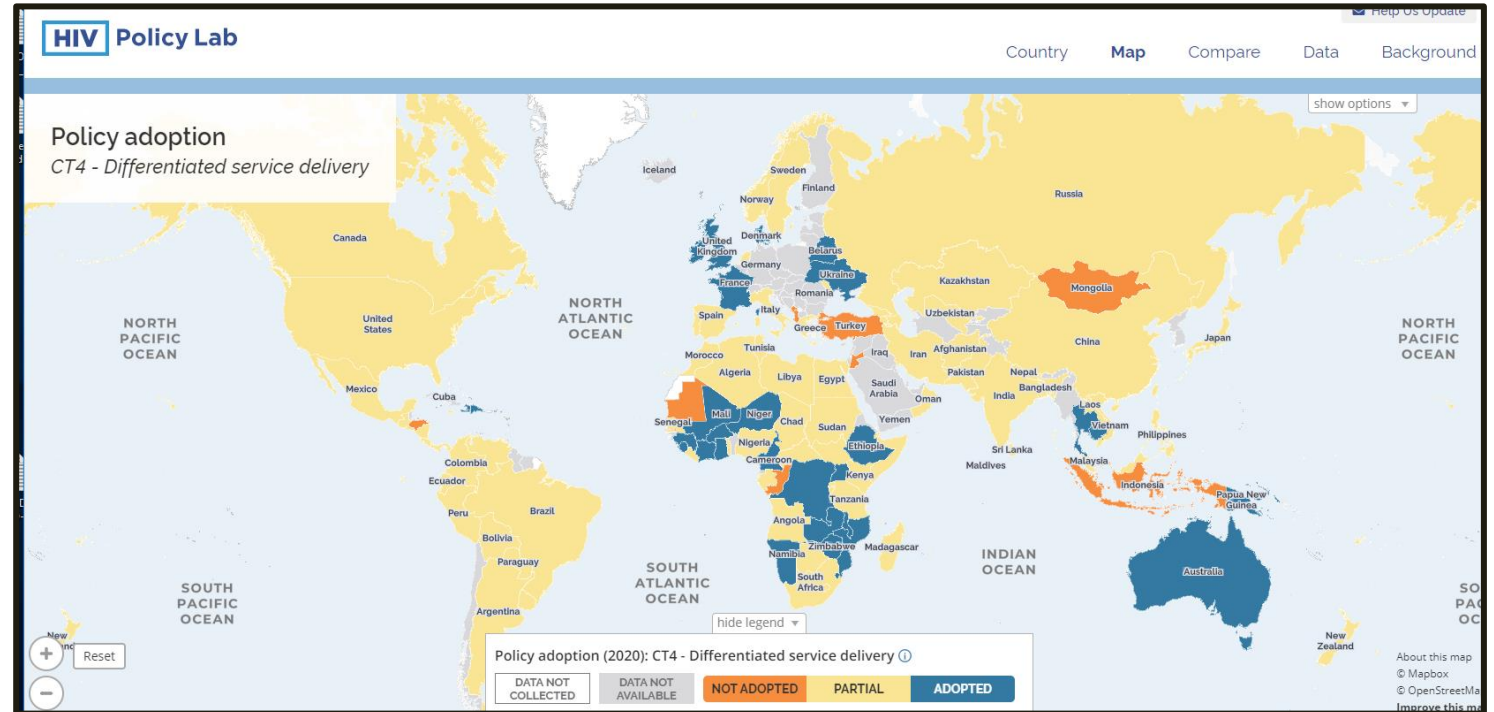 HIV Policy Lab
Help Us Update
Country Map Compare Data Background
show options
Policy adoption
CT4 - Differentiated service delivery
Iceland
Sweden
Finland
Norway
Russia
Canada
United Kingdom
Denmark
Belarus
Germany
Ukraine
France
Romania
Kazakhstan
Mongolia
NORTH
PACIFIC
OCEAN
United
States
NORTH
ATLANTIC
OCEAN
Spain
Italy
Greece
Turkey
Uzbekistan
China
Japan
NORTH
PACIFIC
OCEAN
Morocco
Tunisia
Iraq
Iran
Afghanistan
Algeria
Libya
Egypt
Pakistan
Nepal
Mexico
Cuba
Saudi
Arabia
Oman
India
Bangladesh
Laos
Senegal
Mali
Niger
Chad
Sudan
Yemen
Vietnam
Philippines
Nigeria
Ethiopia
Sri Lanka
Colombia
Cameroon
Maldives
Malaysia
Ecuador
Kenya
Indonesia
Papua New
Guinea
Tanzania
Peru
Brazil
Angola
Bolivia
Namibia
Zimbabwe
Madagascar
INDIAN
OCEAN
Paraguay
SOUTH
ATLANTIC
OCEAN
South
Africa
Australia
SOUTH
PACIFIC
OCEAN
Argentina
SO
PAC
OC
New
Zealand
New
Reset
hide legend
Policy adoption (2020): CT4 - Differentiated service delivery
DATA NOT
COLLECTED
DATA NOT
AVAILABLE
NOT ADOPTED
PARTIAL
ADOPTED
About this map
© Mapbox
© OpenStreetMa
Improve this ma